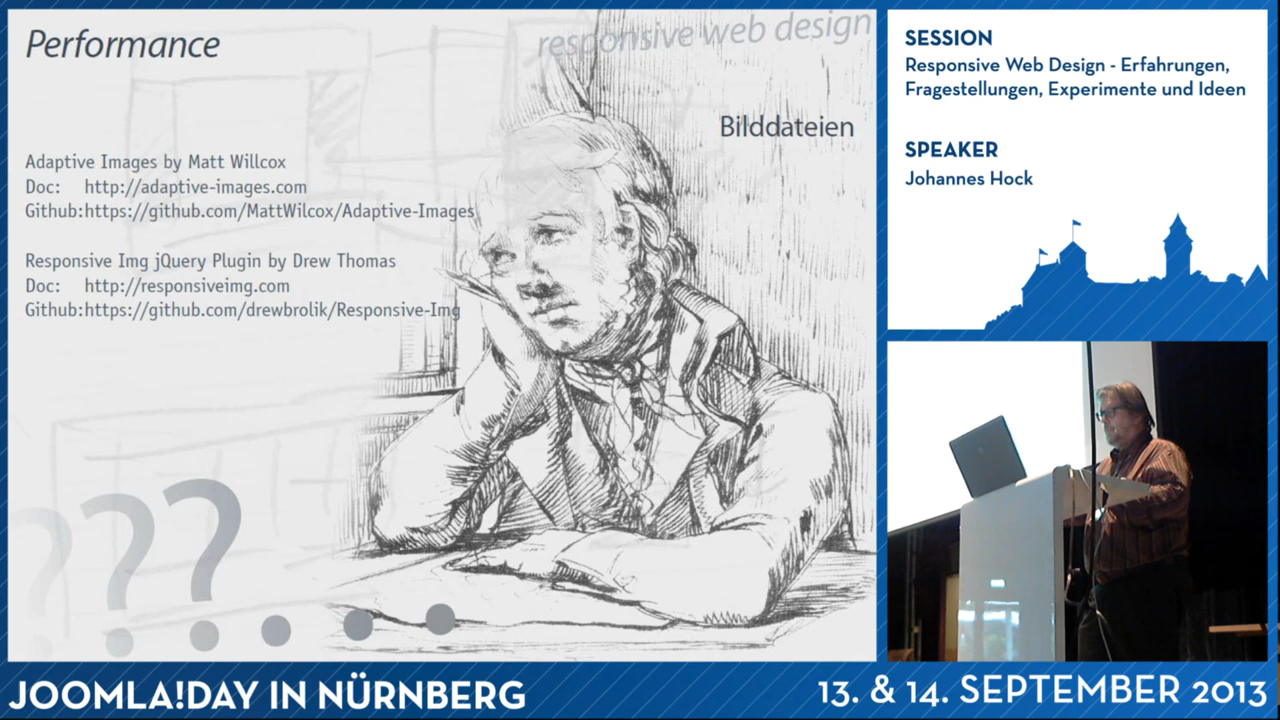 Performance
responsive web design
Bilddateien
Adaptive Images by Matt Willcox
Doc: http://adaptive-images.com
Github:https://github.com/MattWilcox/Adaptive-Images
Responsive Img jQuery Plugin by Drew Thomas
Doc: http://responsiveimg.com
Github:https://github.com/drewbrolik/Responsive-Img
???
SESSION
Responsive Web Design - Erfahrungen,
Fragestellungen, Experimente und Ideen
SPEAKER
Johannes Hock
JOOMLA!DAY IN NÜRNBERG
13. & 14. SEPTEMBER 2013